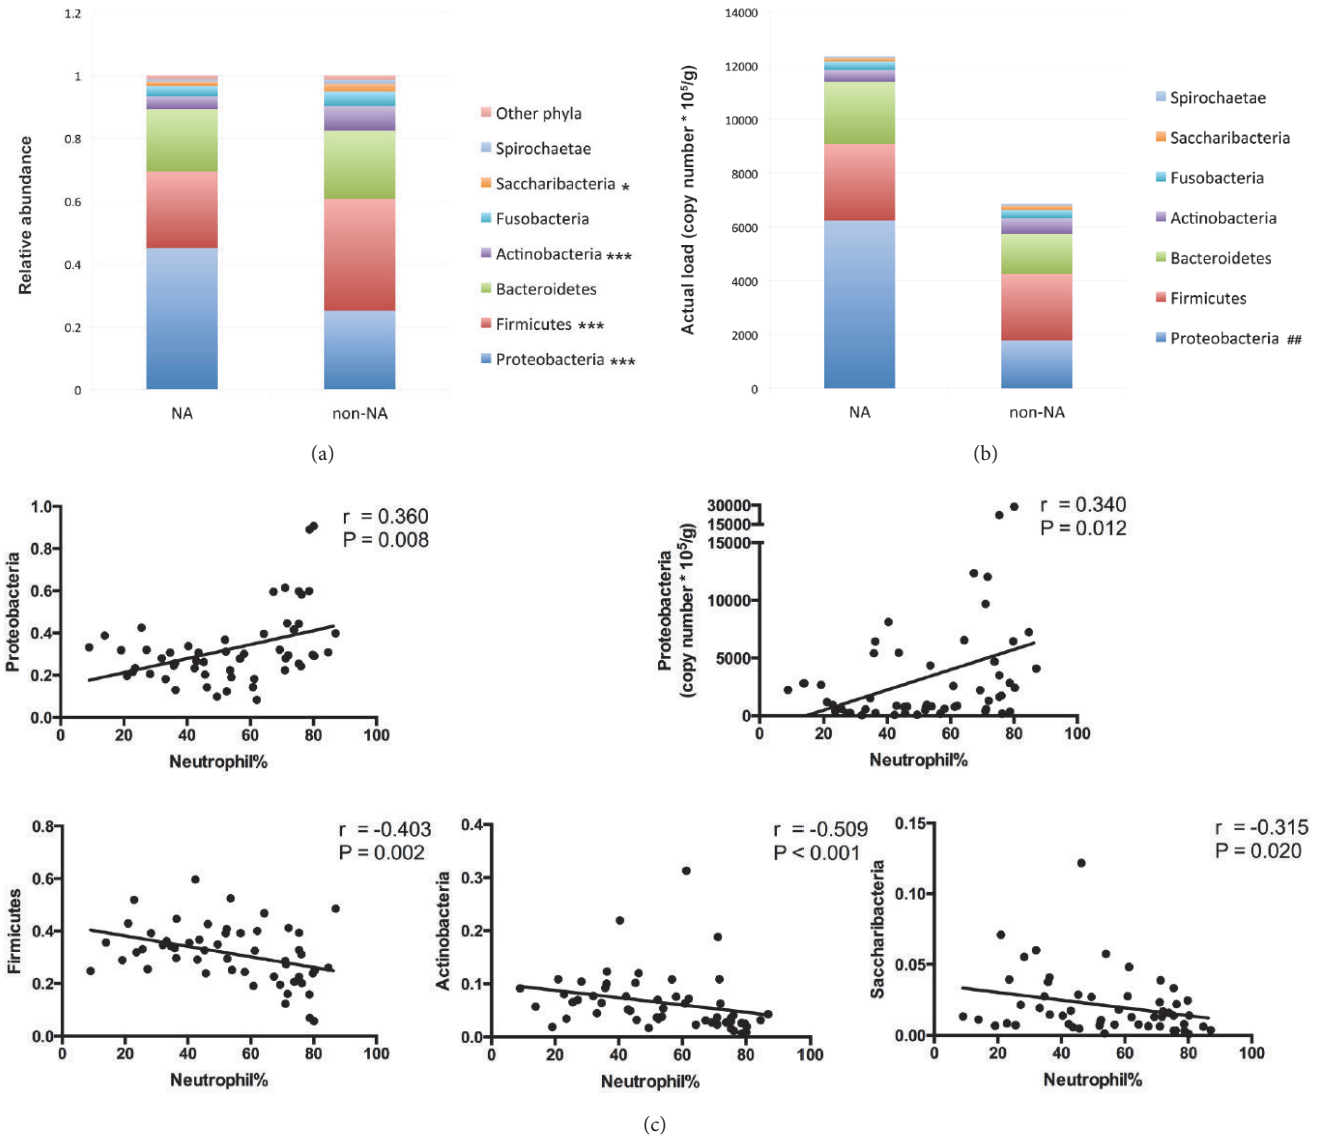 1.2
1
0.8
0.6
0.4
0.2
0
Relative abundance
NA
non-NA
Other phyla
Spirochaetae
Saccharibacteria *
Fusobacteria
Actinobacteria ***
Bacteroidetes
Firmicutes ***
Proteobacteria ***
(a)
14000
12000
10000
8000
6000
4000
2000
0
Actual load (copy number * 10⁵/g)
NA
non-NA
Spirochaetae
Saccharibacteria
Fusobacteria
Actinobacteria
Bacteroidetes
Firmicutes
Proteobacteria ##
(b)
r = 0.360
P = 0.008
1.0
0.8
0.6
0.4
0.2
0.0
Proteobacteria
0 20 40 60 80 100
Neutrophil%
r = 0.340
P = 0.012
30000
15000
15000
10000
5000
0
Proteobacteria
(copy number * 10⁵/g)
0 20 40 60 80 100
Neutrophil%
r = -0.403
P = 0.002
0.8
0.6
0.4
0.2
0.0
Firmicutes
0 20 40 60 80 100
Neutrophil%
r = -0.509
P < 0.001
0.4
0.3
0.2
0.1
0.0
Actinobacteria
0 20 40 60 80 100
Neutrophil%
r = -0.315
P = 0.020
0.15
0.10
0.05
0.00
Saccharibacteria
0 20 40 60 80 100
Neutrophil%
(c)